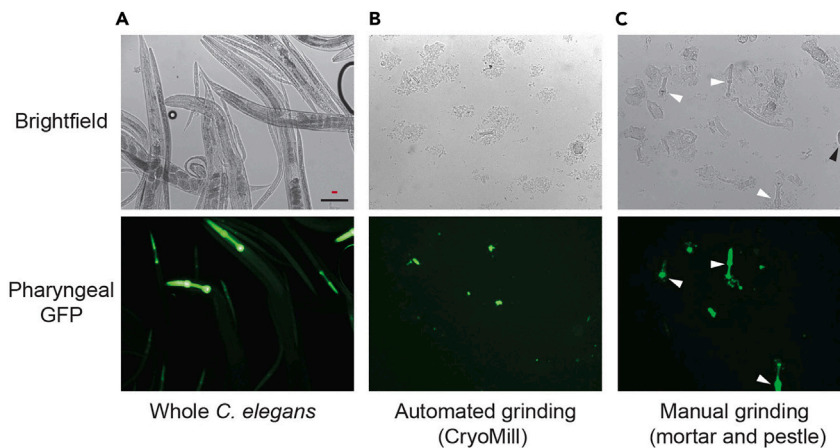 A
B
C
Brightfield
Pharyngeal
GFP
Whole C. elegans
Automated grinding
(CryoMill)
Manual grinding
(mortar and pestle)